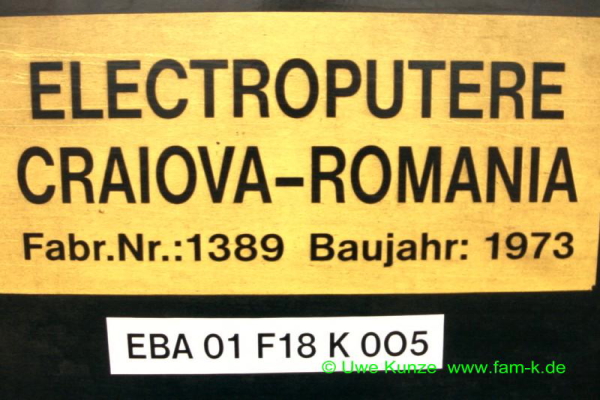 ELECTROPUTERE
CRAIOVA-ROMANIA
Fabr.Nr.:1389 Baujahr: 1973
EBA 01 F18 K 005
© Uwe Kunze www.fam-k.de